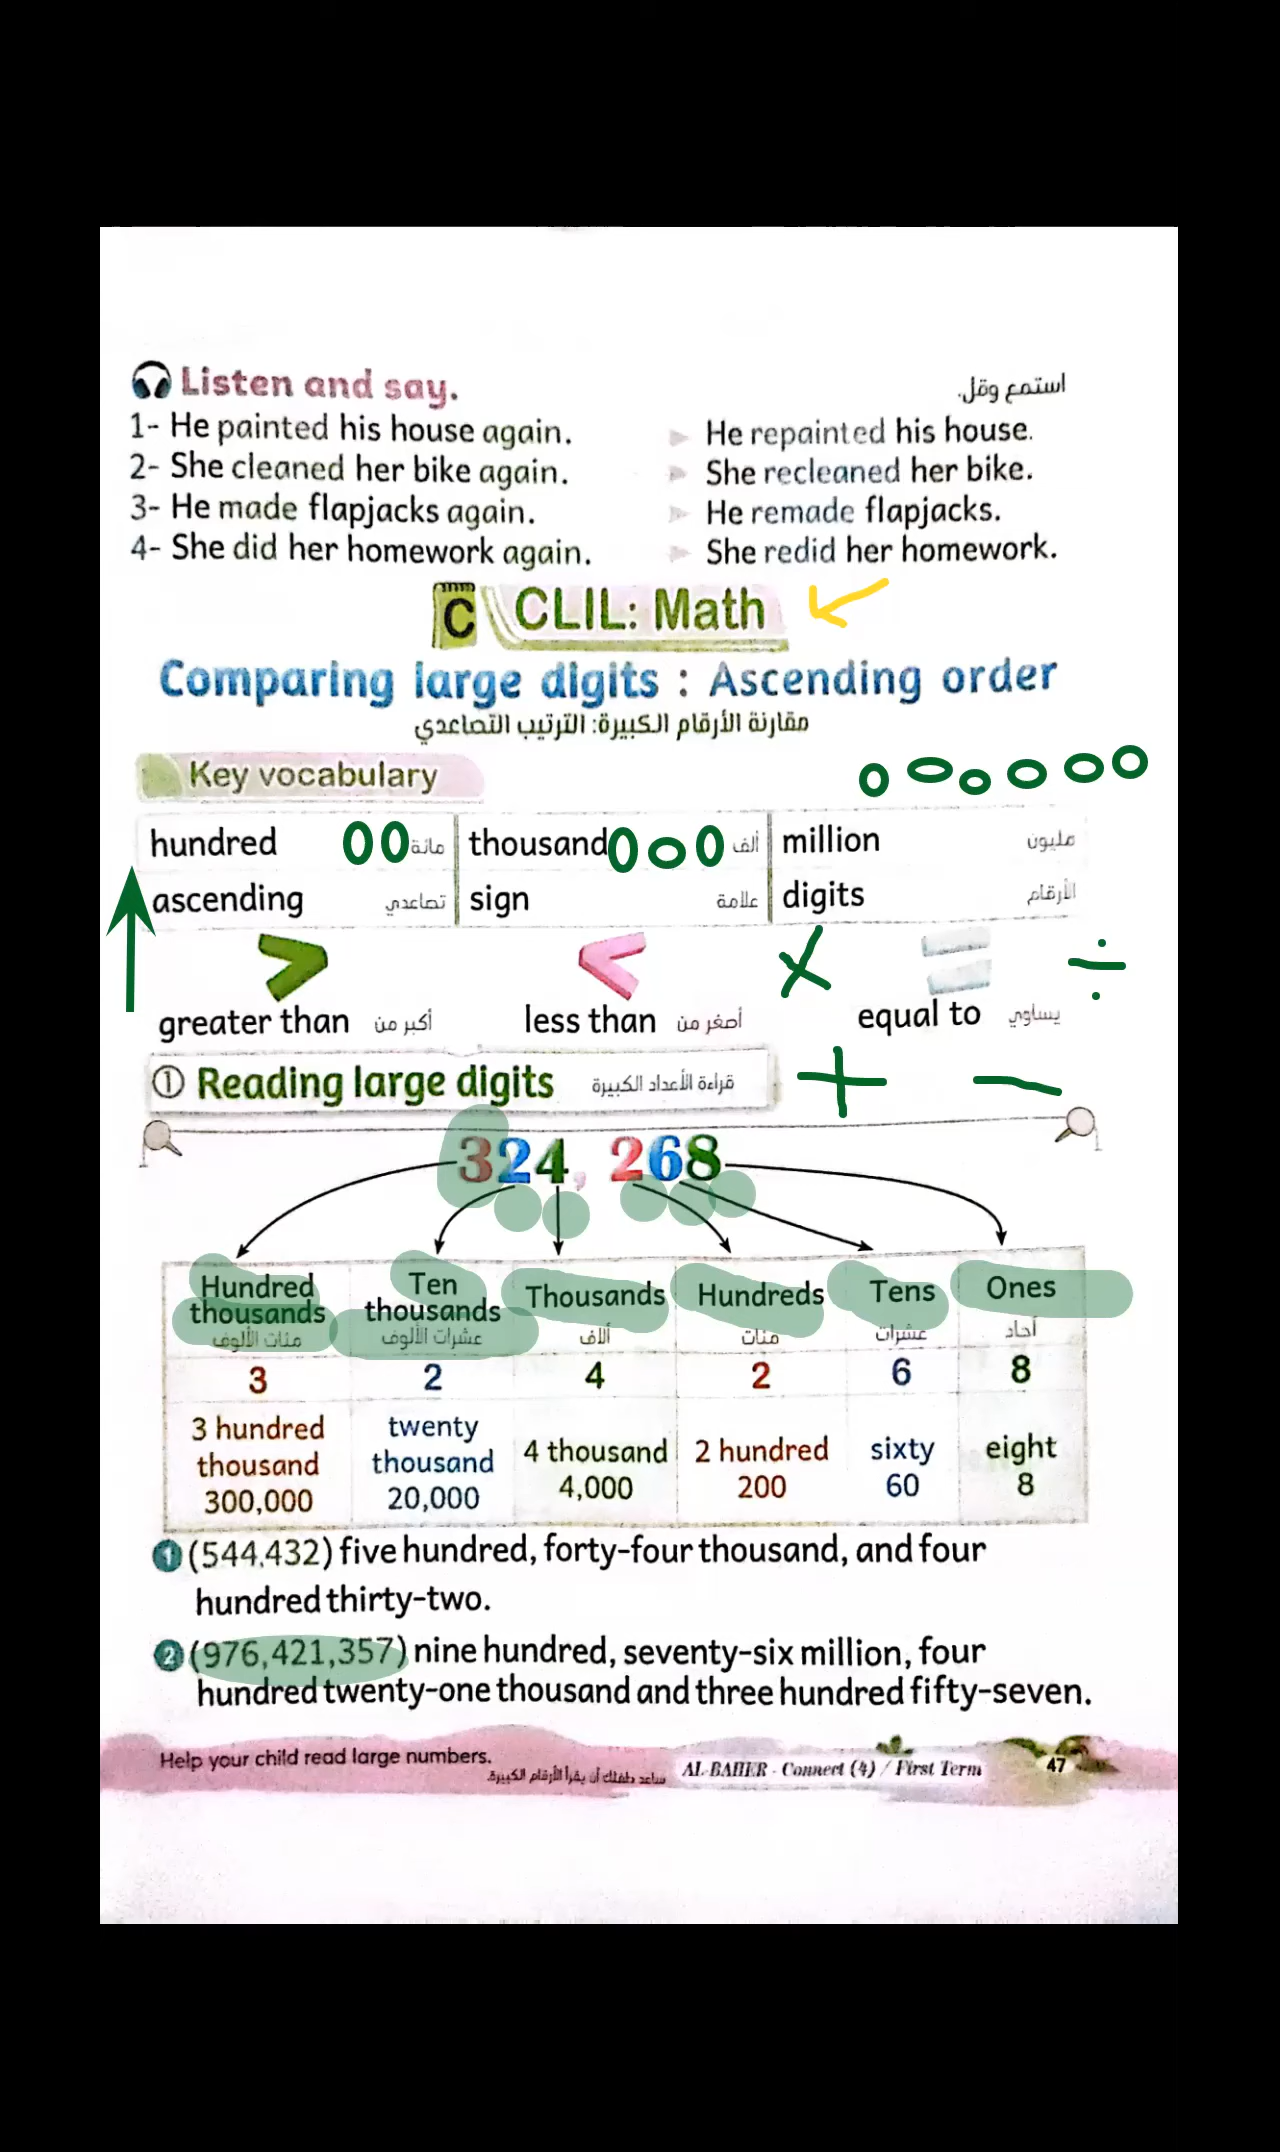 Listen and say.
استمع وقل.
1- He painted his house again.
He repainted his house.
2- She cleaned her bike again.
She recleaned her bike.
3- He made flapjacks again.
He remade flapjacks.
4- She did her homework again.
She redid her homework.
C CLIL: Math
Comparing large digits : Ascending order
مقارنة الأرقام الكبيرة: الترتيب التصاعدي
Key vocabulary
000000
hundred 00 مائة
thousand 000 ألف
million مليون
ascending تصاعدي
sign علامة
digits الأرقام
> < × = ÷
greater than أكبر من
less than أصغر من
equal to يساوي
① Reading large digits قراءة الأعداد الكبيرة
+ −
324, 268
Hundred thousands مئات الألوف
Ten thousands عشرات الألوف
Thousands آلاف
Hundreds مئات
Tens عشرات
Ones آحاد
3 2 4 2 6 8
3 hundred thousand 300,000
twenty thousand 20,000
4 thousand 4,000
2 hundred 200
sixty 60
eight 8
1 (544,432) five hundred, forty-four thousand, and four
hundred thirty-two.
2 (976,421,357) nine hundred, seventy-six million, four
hundred twenty-one thousand and three hundred fifty-seven.
Help your child read large numbers.
ساعد طفلك أن يقرأ الأرقام الكبيرة.
AL-BAHER - Connect (4) / First Term
47